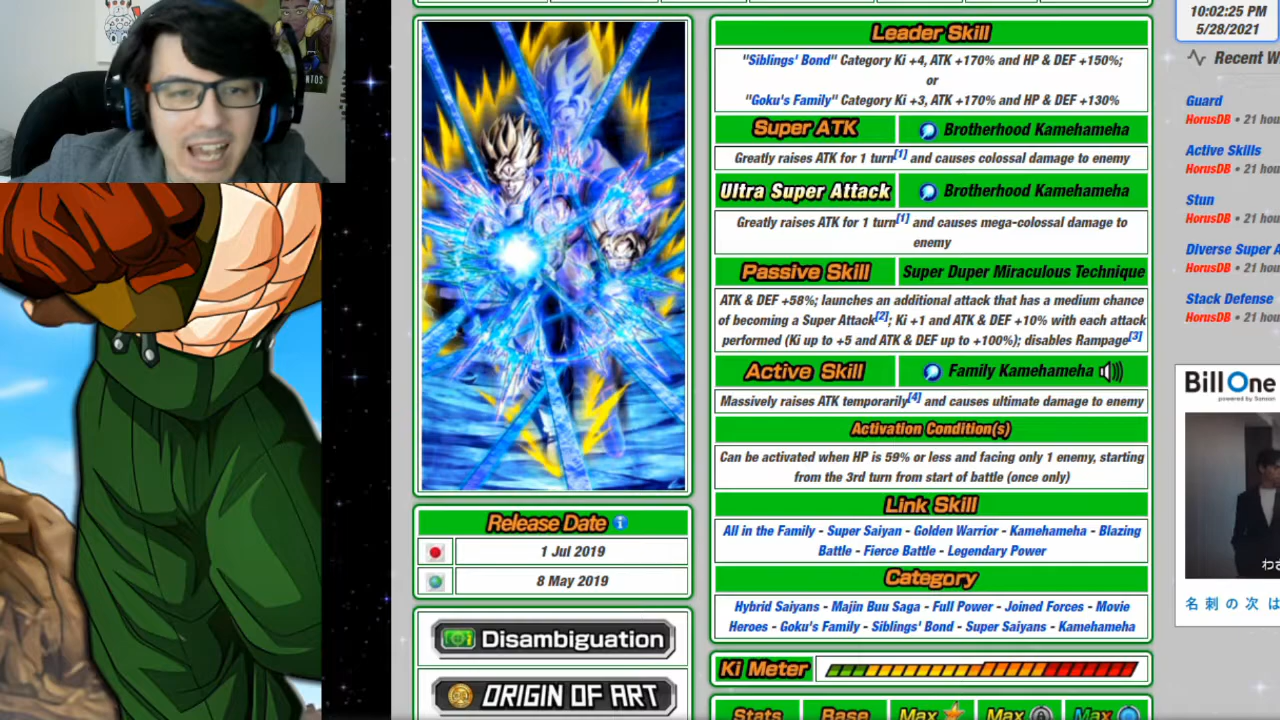 Leader Skill
"Siblings' Bond" Category Ki +4, ATK +170% and HP & DEF +150%;
or
"Goku's Family" Category Ki +3, ATK +170% and HP & DEF +130%
Super ATK
Brotherhood Kamehameha
Greatly raises ATK for 1 turn[1] and causes colossal damage to enemy
Ultra Super Attack
Brotherhood Kamehameha
Greatly raises ATK for 1 turn[1] and causes mega-colossal damage to
enemy
Passive Skill
Super Duper Miraculous Technique
ATK & DEF +58%; launches an additional attack that has a medium chance
of becoming a Super Attack[2]; Ki +1 and ATK & DEF +10% with each attack
performed (Ki up to +5 and ATK & DEF up to +100%); disables Rampage[3]
Active Skill
Family Kamehameha
Massively raises ATK temporarily[4] and causes ultimate damage to enemy
Activation Condition(s)
Can be activated when HP is 59% or less and facing only 1 enemy, starting
from the 3rd turn from start of battle (once only)
Link Skill
All in the Family - Super Saiyan - Golden Warrior - Kamehameha - Blazing
Battle - Fierce Battle - Legendary Power
Category
Hybrid Saiyans - Majin Buu Saga - Full Power - Joined Forces - Movie
Heroes - Goku's Family - Siblings' Bond - Super Saiyans - Kamehameha
Ki Meter
Stats
Base
Max
Max
Max
Release Date
1 Jul 2019
8 May 2019
Disambiguation
ORIGIN OF ART
10:02:25 PM
5/28/2021
Recent W
Guard
HorusDB • 21 hou
Active Skills
HorusDB • 21 hou
Stun
HorusDB • 21 hou
Diverse Super A
HorusDB • 21 hou
Stack Defense
HorusDB • 21 hou
Bill One
powered by Sansan
わさ
名刺の次は